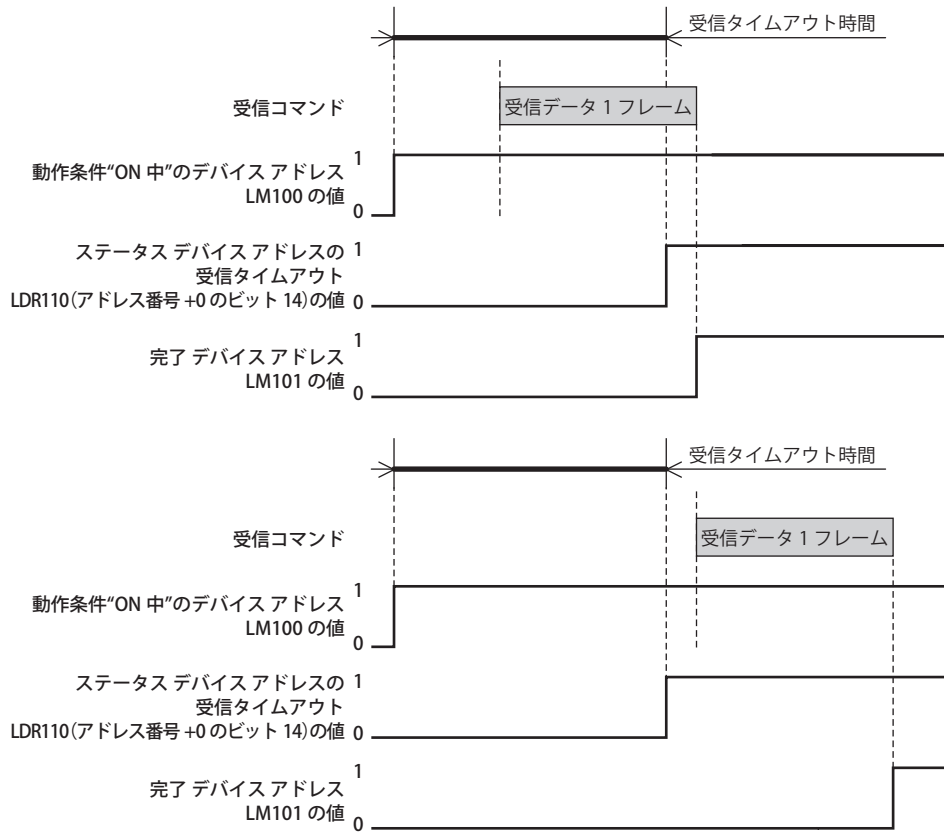 受信タイムアウト時間
受信コマンド
受信データ 1 フレーム
動作条件“ON 中”のデバイス アドレス
LM100 の値
1
0
ステータス デバイス アドレスの
受信タイムアウト
LDR110(アドレス番号 +0 のビット 14)の値
1
0
完了 デバイス アドレス
LM101 の値
1
0
受信タイムアウト時間
受信コマンド
受信データ 1 フレーム
動作条件“ON 中”のデバイス アドレス
LM100 の値
1
0
ステータス デバイス アドレスの
受信タイムアウト
LDR110(アドレス番号 +0 のビット 14)の値
1
0
完了 デバイス アドレス
LM101 の値
1
0